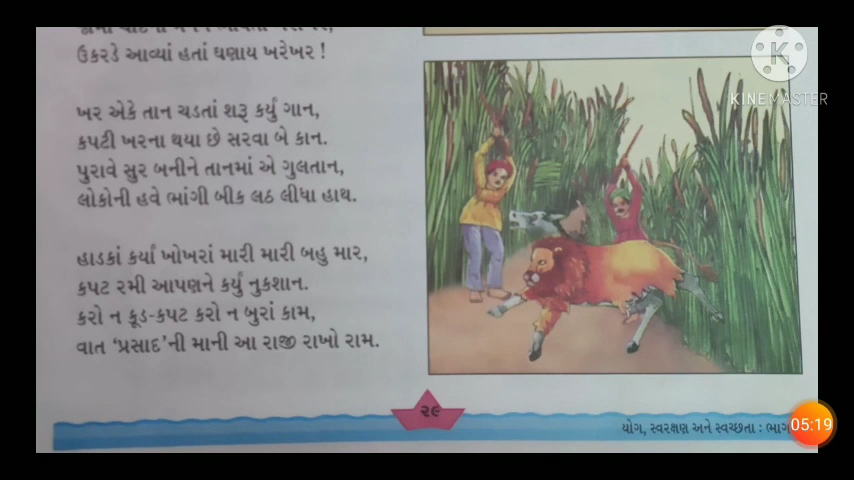 ઉકરડે આવ્યાં હતાં ઘણાય ખરેખર !
ખર એકે તાન ચડતાં શરૂ કર્યું ગાન,
કપટી ખરના થયા છે સરવા બે કાન.
પુરાવે સુર બનીને તાનમાં એ ગુલતાન,
લોકોની હવે ભાંગી બીક લઠ લીધા હાથ.
હાડકાં કર્યાં ખોખરાં મારી મારી બહુ માર,
કપટ રમી આપણને કર્યું નુકશાન.
કરો ન કૂડ-કપટ કરો ન બુરાં કામ,
વાત ‘પ્રસાદ’ની માની આ રાજી રાખો રામ.
૨૯
યોગ, સ્વરક્ષણ અને સ્વચ્છતા : ભાગ
K
KINEMASTER
05:19